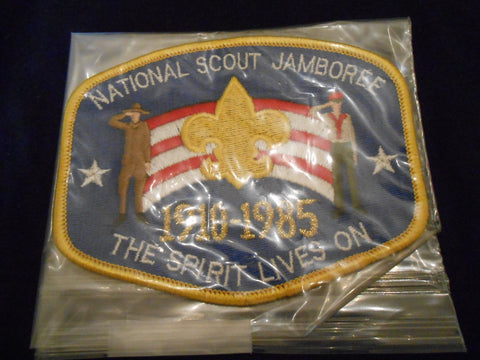 NATIONAL SCOUT JAMBOREE
1910-1985
THE SPIRIT LIVES ON